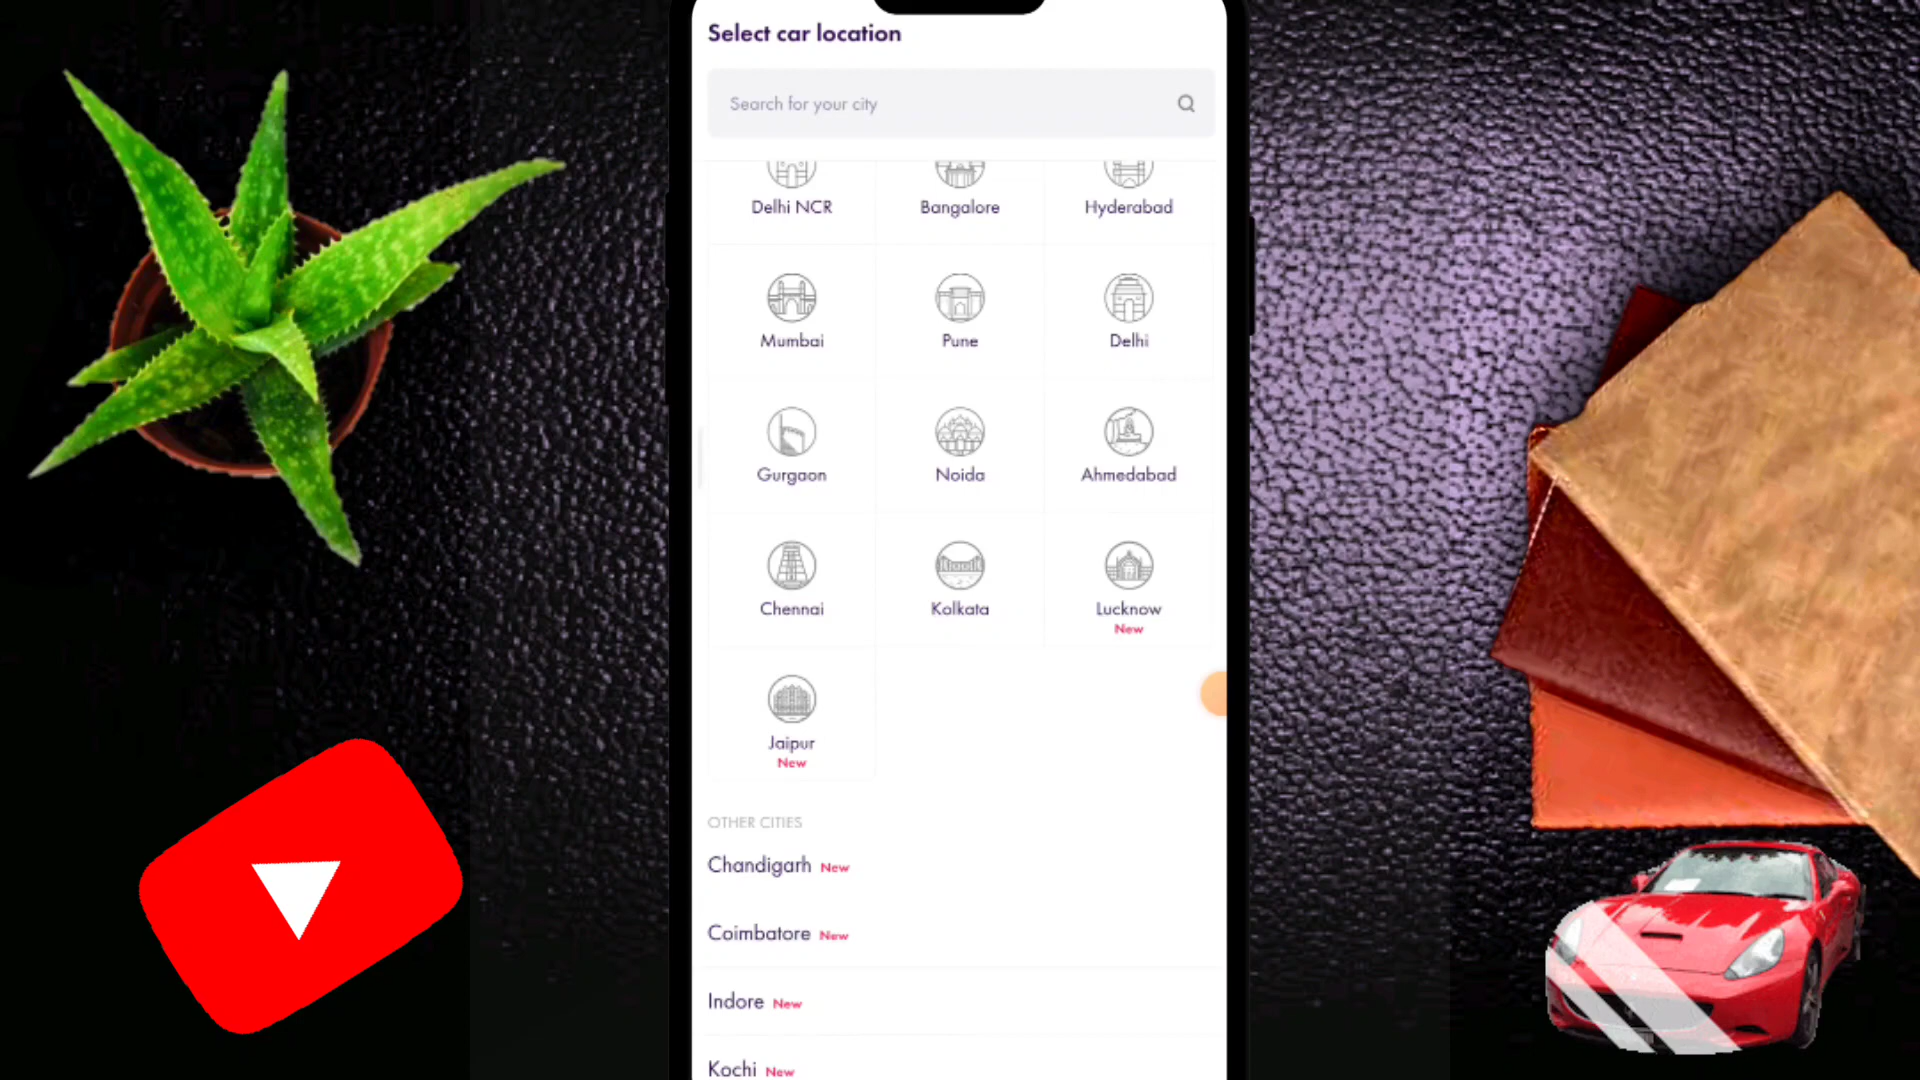 Select car location
Search for your city
Delhi NCR
Bangalore
Hyderabad
Mumbai
Pune
Delhi
Gurgaon
Noida
Ahmedabad
Chennai
Kolkata
Lucknow
New
Jaipur
New
OTHER CITIES
Chandigarh New
Coimbatore New
Indore New
Kochi New